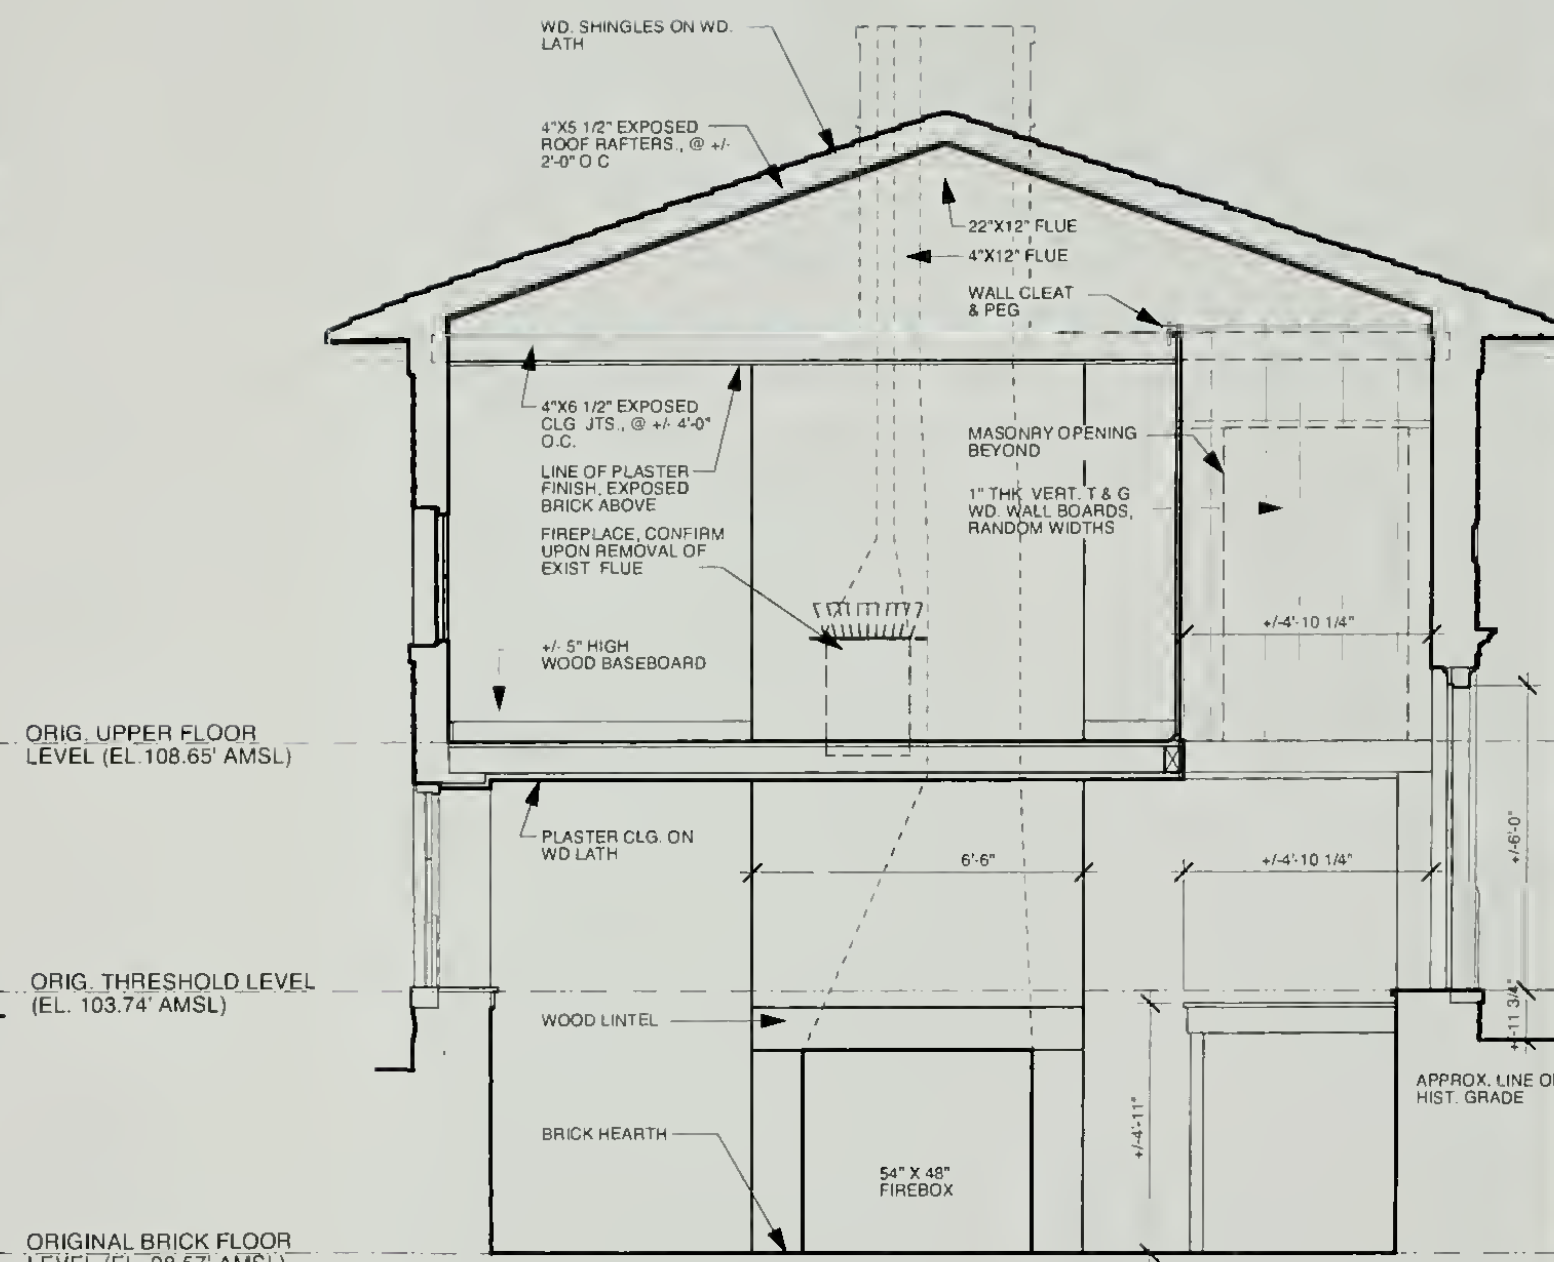 WD. SHINGLES ON WD.
LATH
4"X5 1/2" EXPOSED
ROOF RAFTERS., @ +/-
2'-0" O C
22"X12" FLUE
4"X12" FLUE
WALL CLEAT
& PEG
4"X6 1/2" EXPOSED
CLG JTS., @ +/- 4'-0"
O.C.
LINE OF PLASTER
FINISH, EXPOSED
BRICK ABOVE
FIREPLACE, CONFIRM
UPON REMOVAL OF
EXIST FLUE
MASONRY OPENING
BEYOND
1" THK VERT. T & G
WD. WALL BOARDS,
RANDOM WIDTHS
+/-4'-10 1/4"
+/- 5" HIGH
WOOD BASEBOARD
ORIG. UPPER FLOOR
LEVEL (EL.108.65' AMSL)
PLASTER CLG. ON
WD LATH
6'-6"
+/-4'-10 1/4"
+/-6'-0"
ORIG. THRESHOLD LEVEL
(EL. 103.74' AMSL)
WOOD LINTEL
+/-11 3/4"
APPROX. LINE OF
HIST. GRADE
BRICK HEARTH
+/-4'-11"
54" X 48"
FIREBOX
ORIGINAL BRICK FLOOR
LEVEL (EL. 98.57' AMSL)